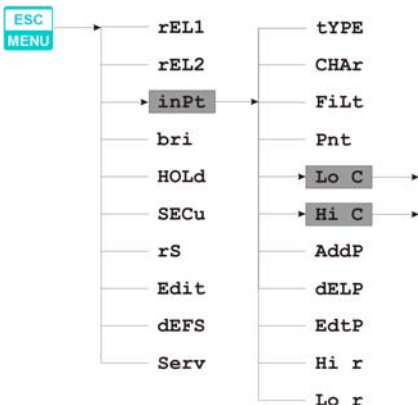 ESC
MENU
rEL1
rEL2
inPt
bri
HOLd
SECu
rS
Edit
dEFS
Serv
tYPE
CHAr
FiLt
Pnt
Lo C
Hi C
AddP
dELP
EdtP
Hi r
Lo r